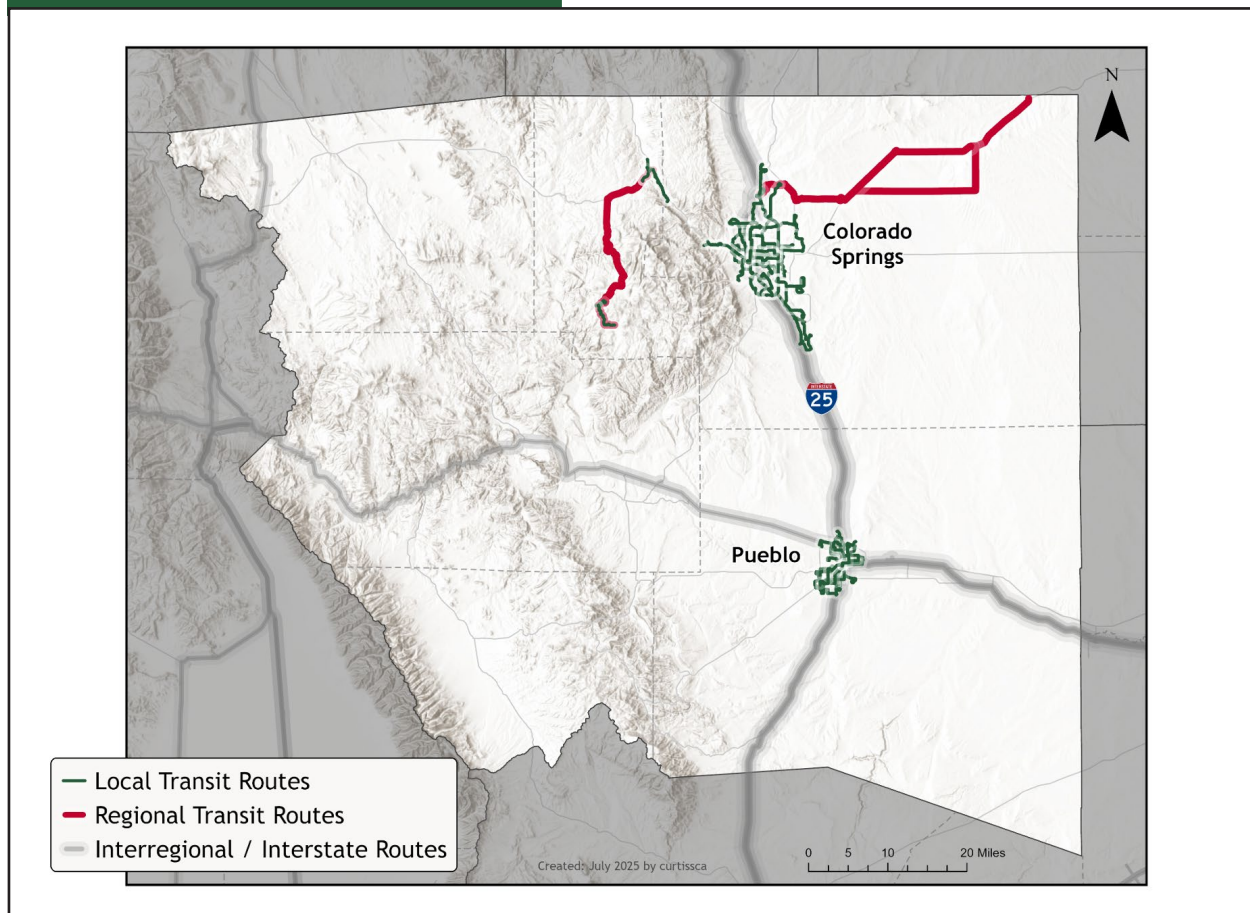 N
Colorado
Springs
INTERSTATE
25
Pueblo
Local Transit Routes
Regional Transit Routes
Interregional / Interstate Routes
Created: July 2025 by curtissca
0 5 10 20 Miles